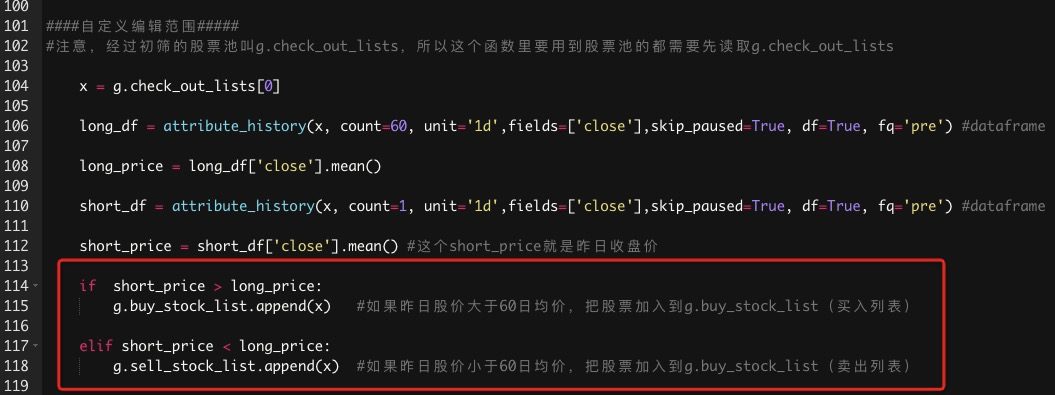 100
101 ####自定义编辑范围#####
102 #注意，经过初筛的股票池叫g.check_out_lists，所以这个函数里要用到股票池的都需要先读取g.check_out_lists
103
104 x = g.check_out_lists[0]
105
106 long_df = attribute_history(x, count=60, unit='1d',fields=['close'],skip_paused=True, df=True, fq='pre') #dataframe
107
108 long_price = long_df['close'].mean()
109
110 short_df = attribute_history(x, count=1, unit='1d',fields=['close'],skip_paused=True, df=True, fq='pre') #dataframe
111
112 short_price = short_df['close'].mean() #这个short_price就是昨日收盘价
113
114 if  short_price > long_price:
115 g.buy_stock_list.append(x)   #如果昨日股价大于60日均价，把股票加入到g.buy_stock_list（买入列表）
116
117 elif short_price < long_price:
118 g.sell_stock_list.append(x)  #如果昨日股价小于60日均价，把股票加入到g.buy_stock_list（卖出列表）
119